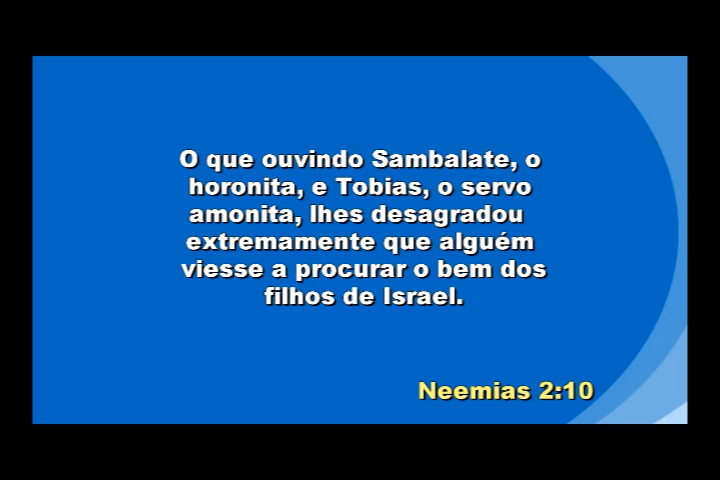 O que ouvindo Sambalate, o
horonita, e Tobias, o servo
amonita, lhes desagradou
extremamente que alguém
viesse a procurar o bem dos
filhos de Israel.
Neemias 2:10